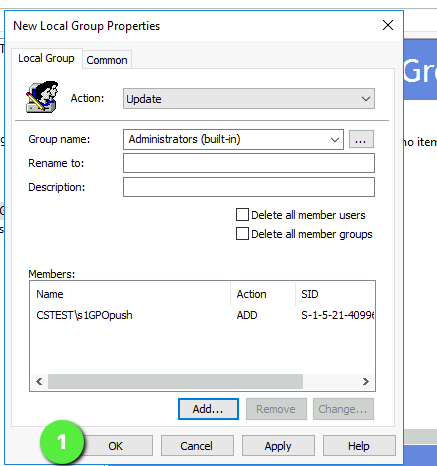 New Local Group Properties
Local Group
Common
Action:
Update
Gr
Group name:
Administrators (built-in)
...
no item
Rename to:
Description:
Delete all member users
Delete all member groups
Members:
Name Action SID
CSTEST\s1GPOpush ADD S-1-5-21-40996
Add...
Remove
Change...
1
OK
Cancel
Apply
Help